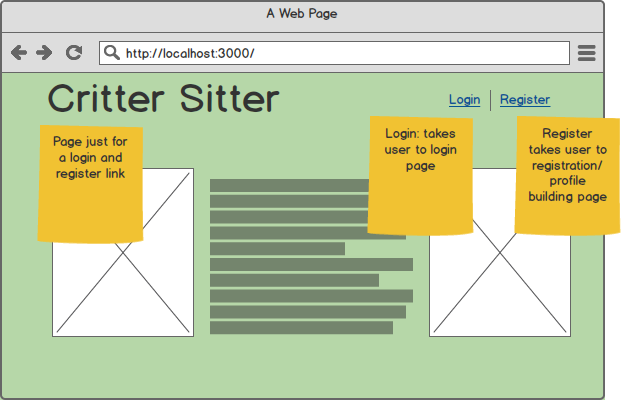 A Web Page
http://localhost:3000/
Critter Sitter
Login
Register
Page just for
a login and
register link
Login: takes
user to login
page
Register
takes user to
registration/
profile
building page